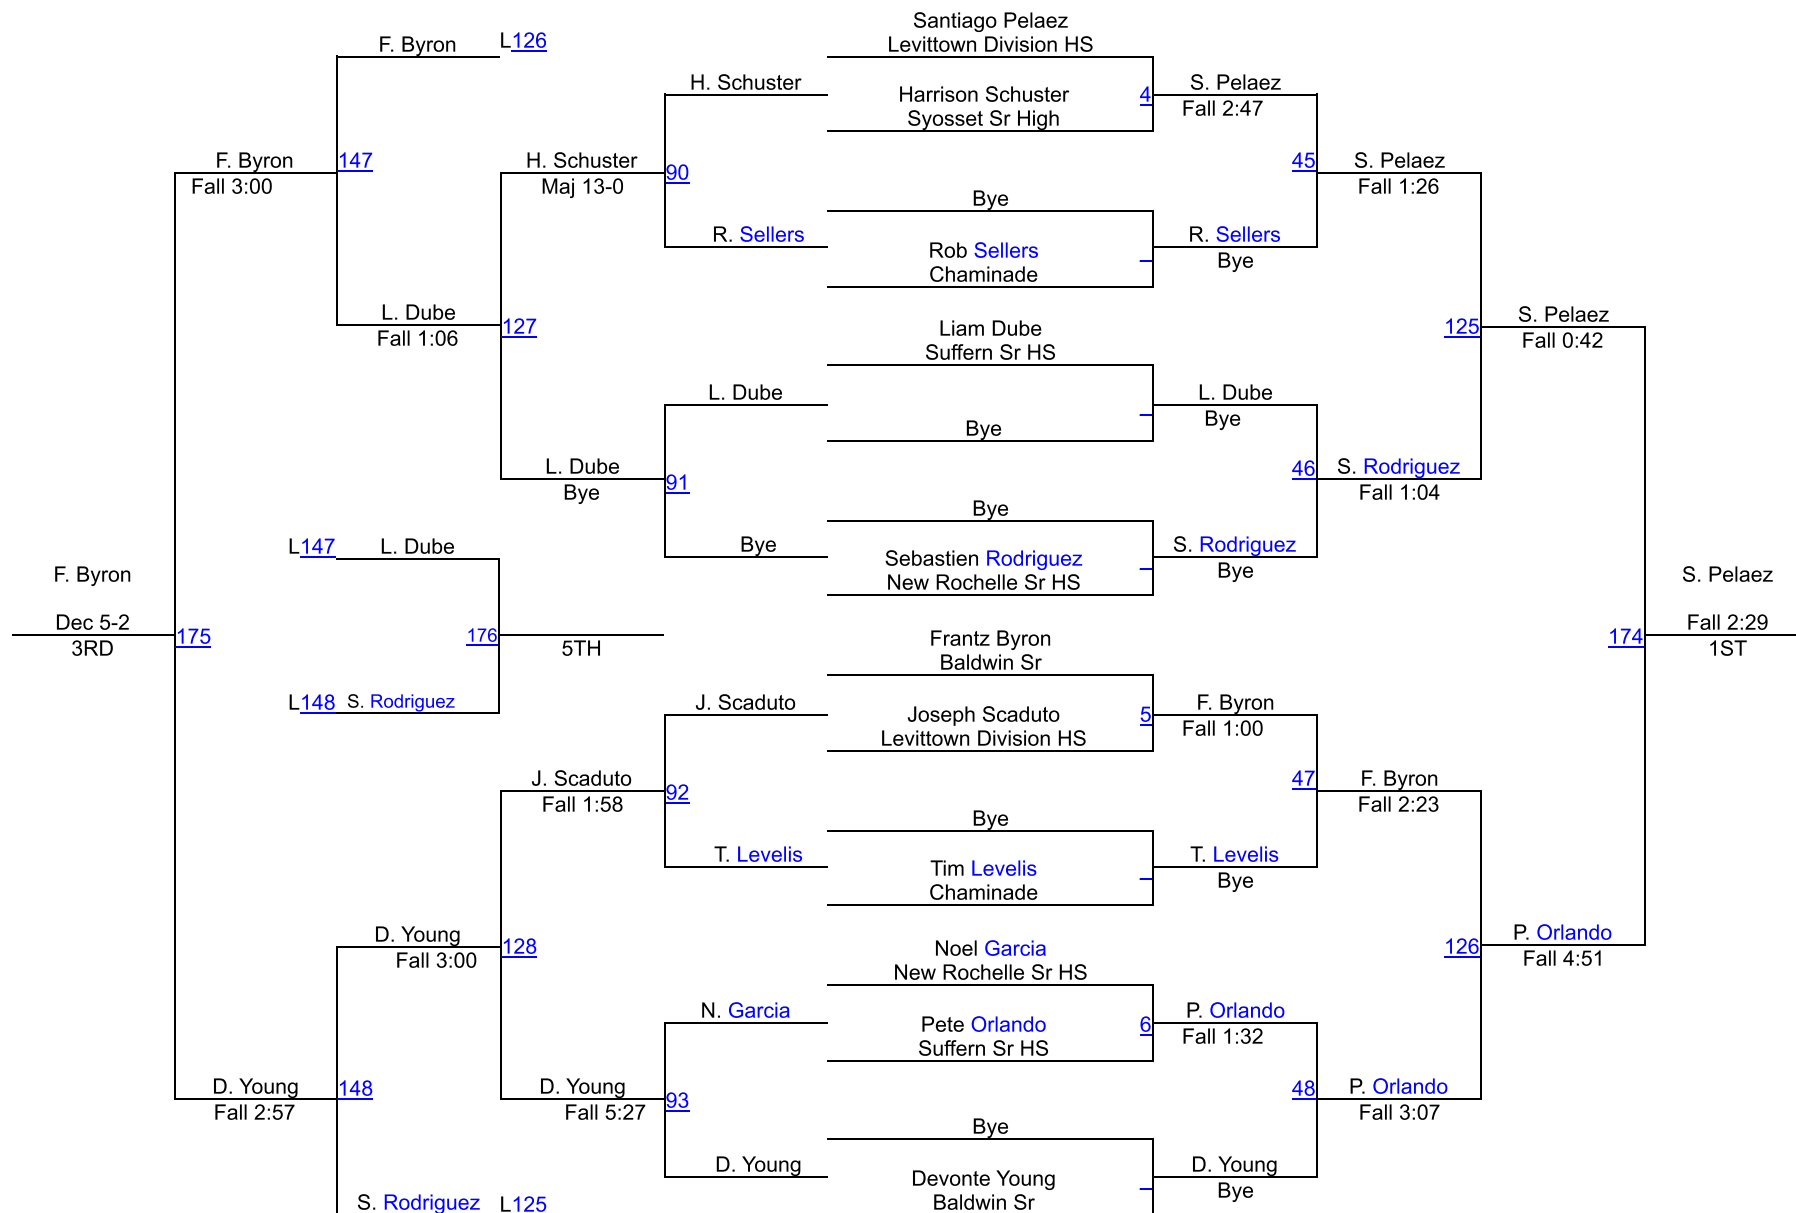 Santiago Pelaez
F. Byron L126 Levittown Division HS
H. Schuster Harrison Schuster 4 S. Pelaez
Syosset Sr High Fall 2:47
F. Byron 147 H. Schuster 90 45 S. Pelaez
Fall 3:00 Maj 13-0 Fall 1:26
Bye
R. Sellers Rob Sellers R. Sellers
Chaminade Bye
L. Dube 127 Liam Dube 125 S. Pelaez
Fall 1:06 Suffern Sr HS Fall 0:42
L. Dube L. Dube
Bye Bye
L. Dube 91 46 S. Rodriguez
Bye Fall 1:04
Bye
L147 L. Dube Bye Sebastien Rodriguez S. Rodriguez
New Rochelle Sr HS Bye
F. Byron S. Pelaez
Dec 5-2 Fall 2:29
3RD 175 176 5TH Frantz Byron 174 1ST
Baldwin Sr
L148 S. Rodriguez J. Scaduto Joseph Scaduto 5 F. Byron
Levittown Division HS Fall 1:00
J. Scaduto 92 47 F. Byron
Fall 1:58 Fall 2:23
Bye
T. Levelis Tim Levelis T. Levelis
Chaminade Bye
D. Young 128 Noel Garcia 126 P. Orlando
Fall 3:00 New Rochelle Sr HS Fall 4:51
N. Garcia Pete Orlando 6 P. Orlando
Suffern Sr HS Fall 1:32
D. Young 148 D. Young 93 48 P. Orlando
Fall 2:57 Fall 5:27 Fall 3:07
Bye
D. Young Devonte Young D. Young
S. Rodriguez L125 Baldwin Sr Bye